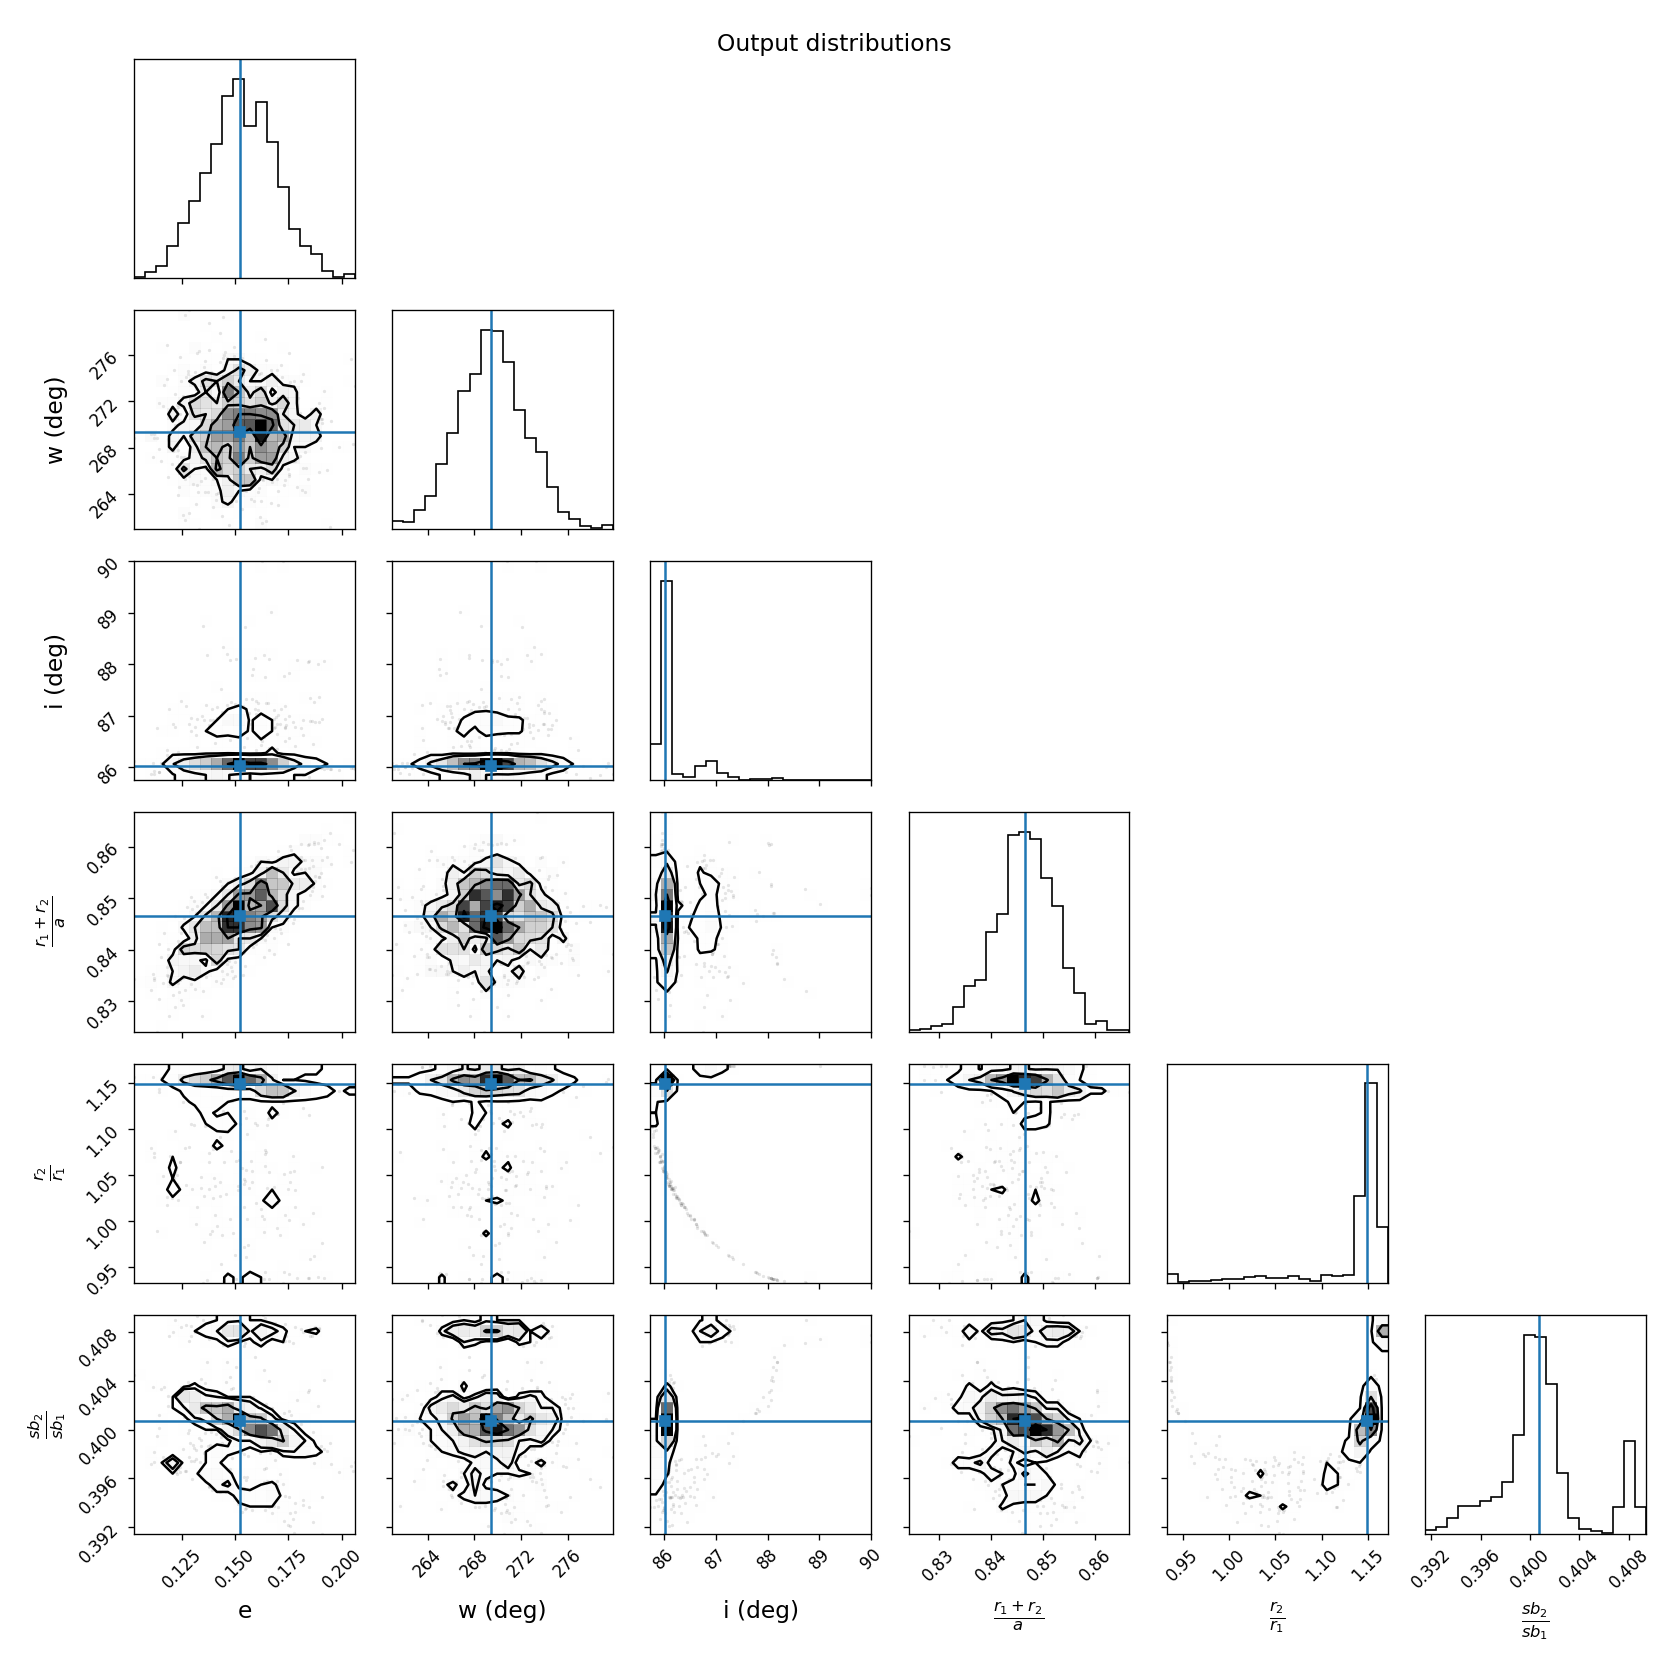 Output distributions
w (deg)
276
272
268
264
i (deg)
90
89
88
87
86
r₁ + r₂
a
0.86
0.85
0.84
0.83
r₂
r₁
1.15
1.10
1.05
1.00
0.95
sb₂
sb₁
0.408
0.404
0.400
0.396
0.392
0.125 0.150 0.175 0.200 264 268 272 276 86 87 88 89 90 0.83 0.84 0.85 0.86 0.95 1.00 1.05 1.10 1.15 0.392 0.396 0.400 0.404 0.408
e w (deg) i (deg) r₁ + r₂ r₂ sb₂
a r₁ sb₁